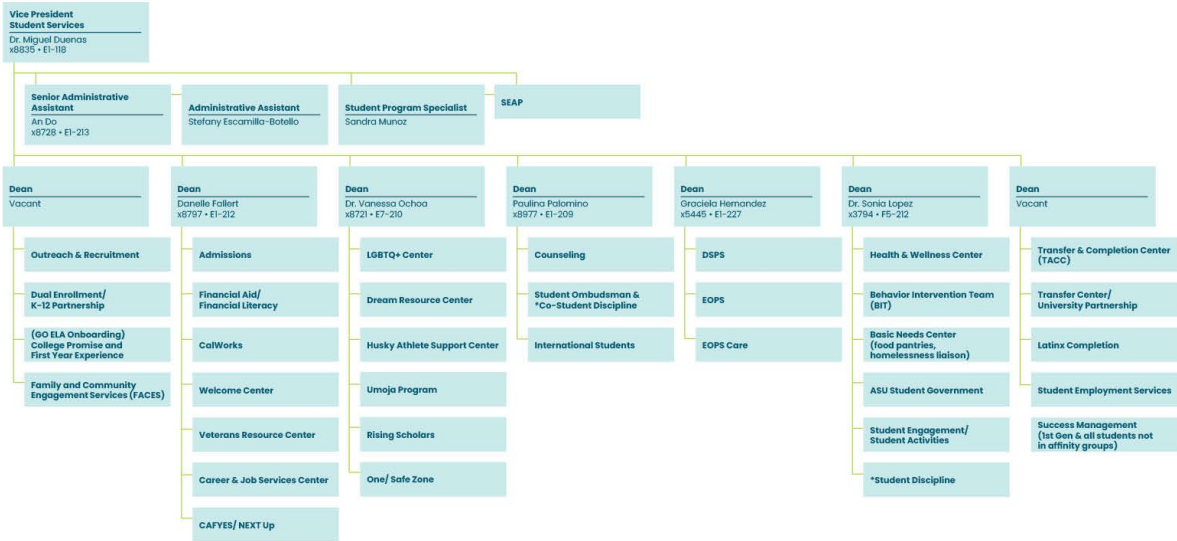 Vice President
Student Services
Dr. Miguel Duenas
x8835 • E1-118
Senior Administrative
Assistant
An Do
x8728 • E1-213
Administrative Assistant
Stefany Escamilla-Botello
Student Program Specialist
Sandra Munoz
SEAP
Dean
Vacant
Outreach & Recruitment
Dual Enrollment/
K-12 Partnership
(GO ELA Onboarding)
College Promise and
First Year Experience
Family and Community
Engagement Services (FACES)
Dean
Danelle Fallert
x8797 • E1-212
Admissions
Financial Aid/
Financial Literacy
CalWorks
Welcome Center
Veterans Resource Center
Career & Job Services Center
CAFYES/ NEXT Up
Dean
Dr. Vanessa Ochoa
x8721 • E7-210
LGBTQ+ Center
Dream Resource Center
Husky Athlete Support Center
Umoja Program
Rising Scholars
One/ Safe Zone
Dean
Paulina Palomino
x8977 • E1-209
Counseling
Student Ombudsman &
*Co-Student Discipline
International Students
Dean
Graciela Hernandez
x5445 • E1-227
DSPS
EOPS
EOPS Care
Dean
Dr. Sonia Lopez
x3794 • F5-212
Health & Wellness Center
Behavior Intervention Team
(BIT)
Basic Needs Center
(food pantries,
homelessness liaison)
ASU Student Government
Student Engagement/
Student Activities
*Student Discipline
Dean
Vacant
Transfer & Completion Center
(TACC)
Transfer Center/
University Partnership
Latinx Completion
Student Employment Services
Success Management
(1st Gen & all students not
in affinity groups)